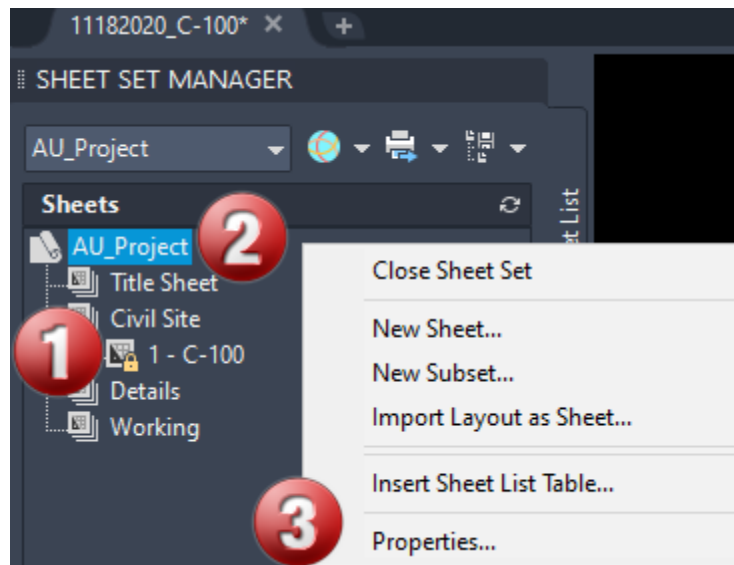 11182020_C-100*
SHEET SET MANAGER
AU_Project
Sheets
AU_Project
2
Title Sheet
Civil Site
1
1 - C-100
Details
Working
Close Sheet Set
New Sheet...
New Subset...
Import Layout as Sheet...
Insert Sheet List Table...
3
Properties...
List